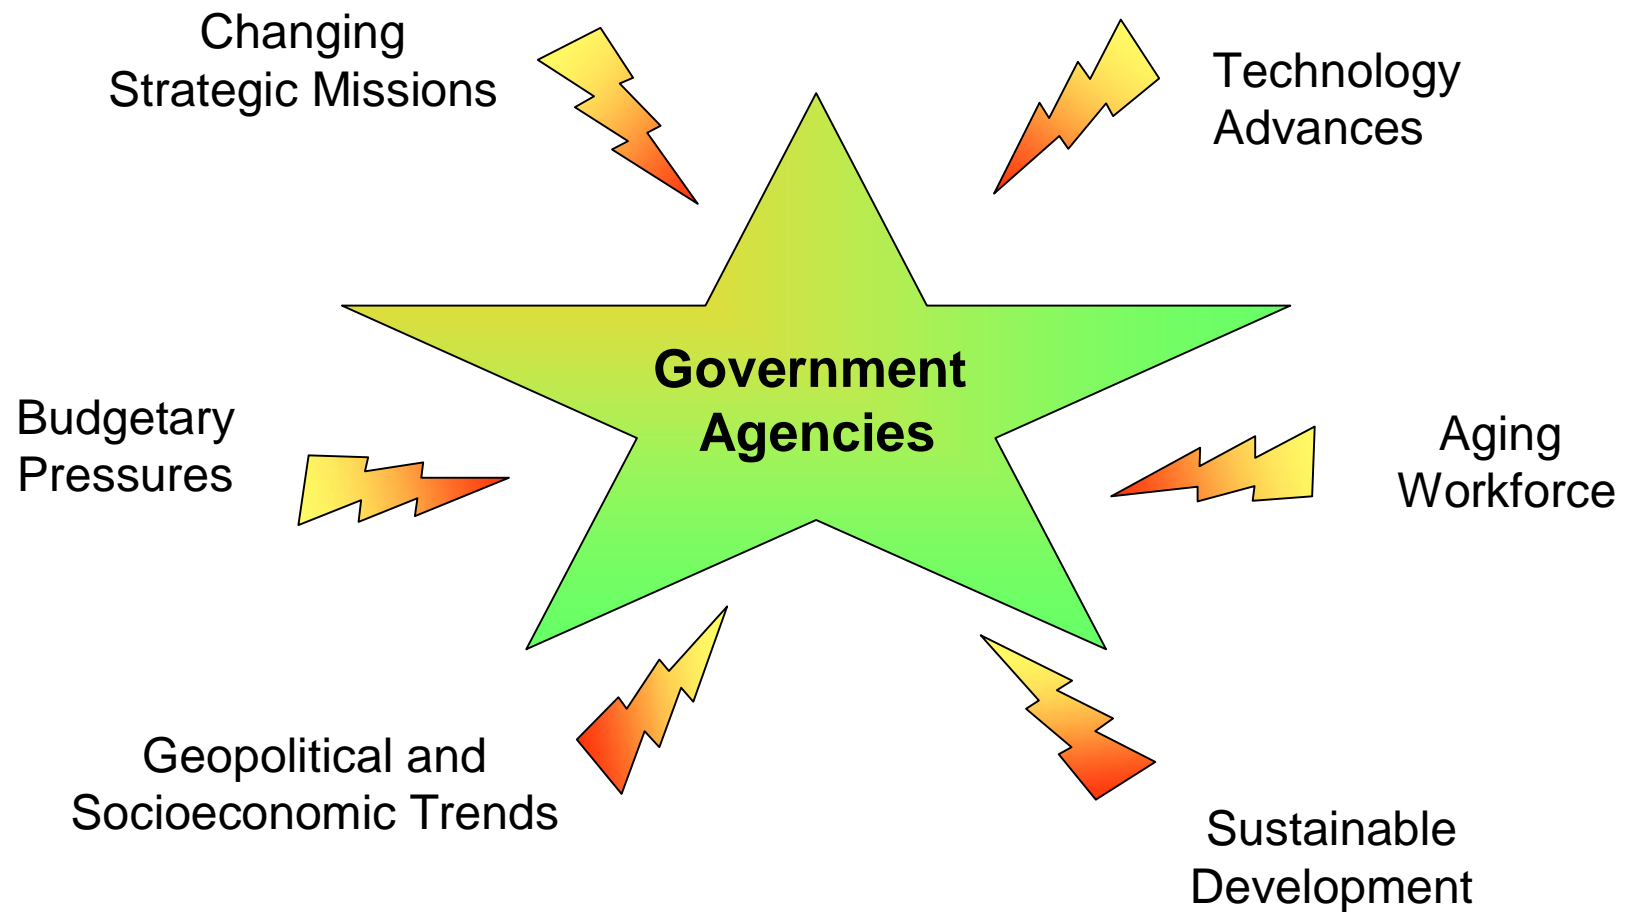 Changing
Strategic Missions
Technology
Advances
Government
Agencies
Budgetary
Pressures
Aging
Workforce
Geopolitical and
Socioeconomic Trends
Sustainable
Development